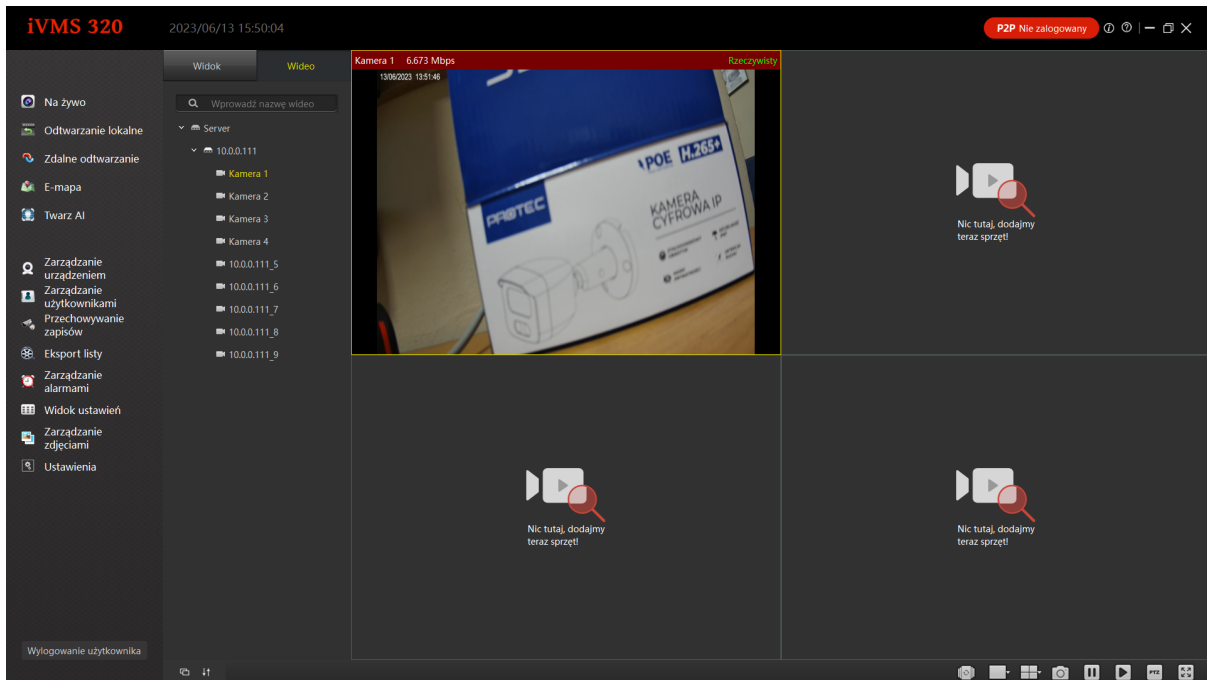 iVMS 320
2023/06/13 15:50:04
P2P Nie zalogowany
Na żywo
Odtwarzanie lokalne
Zdalne odtwarzanie
E-mapa
Twarz AI
Zarządzanie
urządzeniem
Zarządzanie
użytkownikami
Przechowywanie
zapisów
Eksport listy
Zarządzanie
alarmami
Widok ustawień
Zarządzanie
zdjęciami
Ustawienia
Wylogowanie użytkownika
Widok
Wideo
Wprowadź nazwę wideo
Server
10.0.0.111
Kamera 1
Kamera 2
Kamera 3
Kamera 4
10.0.0.111_5
10.0.0.111_6
10.0.0.111_7
10.0.0.111_8
10.0.0.111_9
Kamera 1 6.673 Mbps Rzeczywisty
13/06/2023 13:51:46
POE H.265+
PROTEC
KAMERA
CYFROWA IP
Nic tutaj, dodajmy
teraz sprzęt!
Nic tutaj, dodajmy
teraz sprzęt!
Nic tutaj, dodajmy
teraz sprzęt!
PTZ